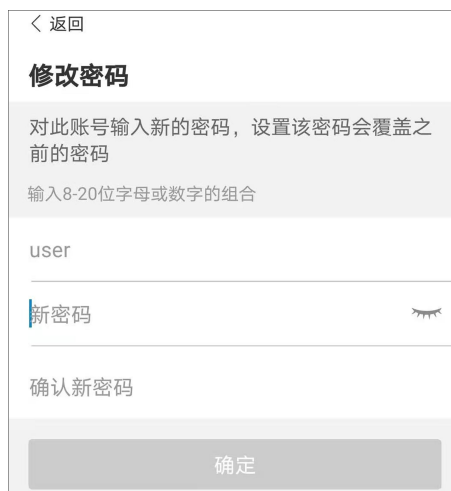 返回
修改密码
对此账号输入新的密码，设置该密码会覆盖之
前的密码
输入8-20位字母或数字的组合
user
新密码
确认新密码
确定